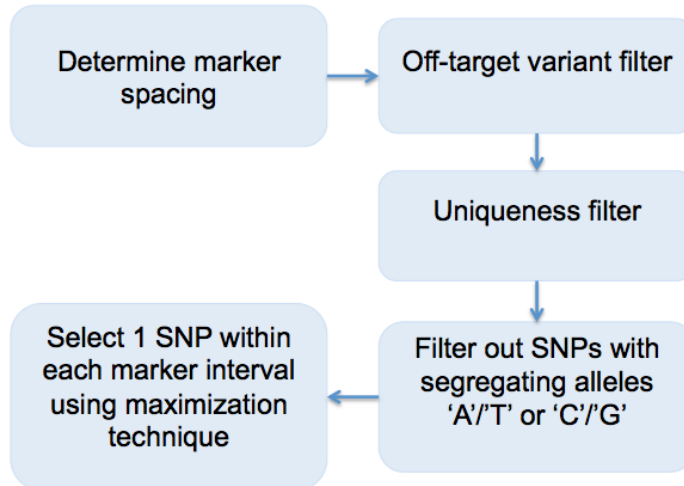 Determine marker
spacing
Off-target variant filter
Uniqueness filter
Filter out SNPs with
segregating alleles
‘A’/’T’ or ‘C’/’G’
Select 1 SNP within
each marker interval
using maximization
technique